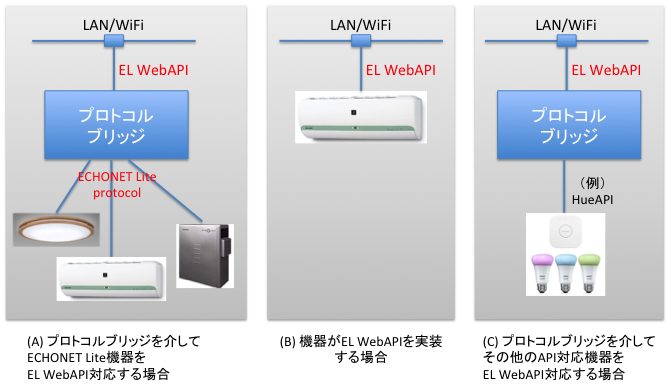 LAN/WiFi
EL WebAPI
プロトコル
ブリッジ
ECHONET Lite
protocol
(A) プロトコルブリッジを介して
ECHONET Lite機器を
EL WebAPI対応する場合
LAN/WiFi
EL WebAPI
(B) 機器がEL WebAPIを実装
する場合
LAN/WiFi
EL WebAPI
プロトコル
ブリッジ
（例）
HueAPI
(C) プロトコルブリッジを介して
その他のAPI対応機器を
EL WebAPI対応する場合